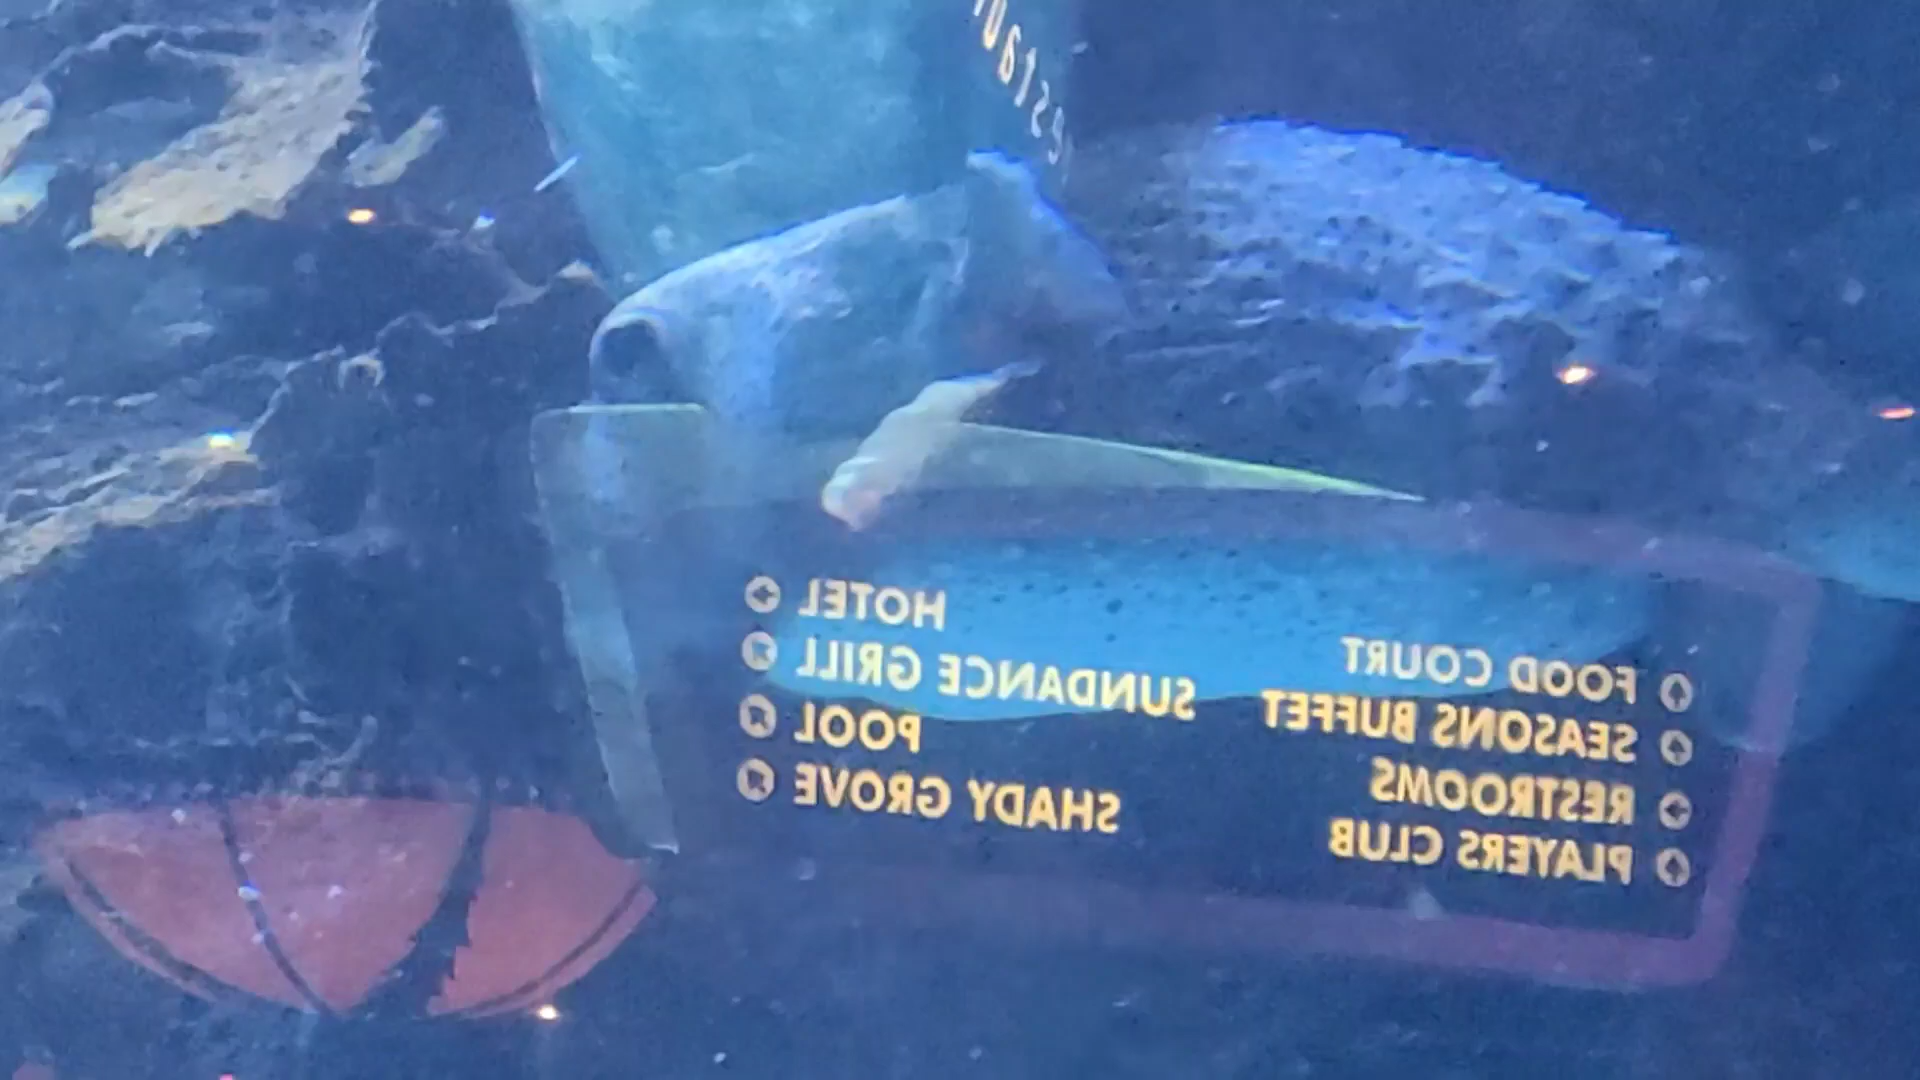 FOOD COURT
SEASONS BUFFET
RESTROOMS
PLAYERS CLUB
HOTEL
SUNDANCE GRILL
POOL
SHADY GROVE